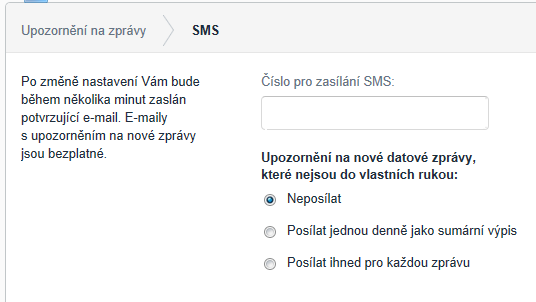 Upozornění na zprávy
SMS
Po změně nastavení Vám bude
během několika minut zaslán
potvrzující e-mail. E-maily
s upozorněním na nové zprávy
jsou bezplatné.
Číslo pro zasílání SMS:
Upozornění na nové datové zprávy,
které nejsou do vlastních rukou:
Neposílat
Posílat jednou denně jako sumární výpis
Posílat ihned pro každou zprávu